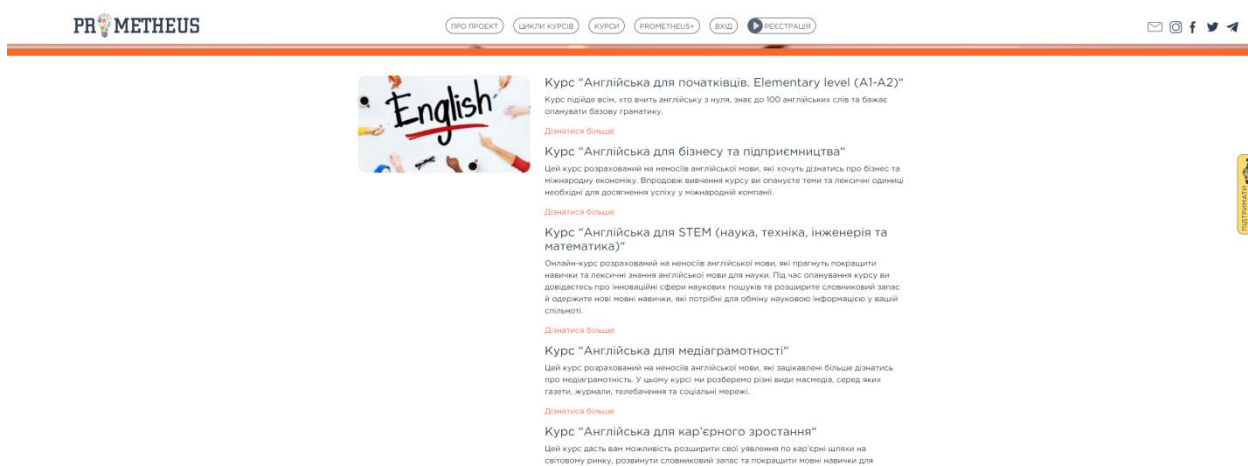 PROMETHEUS
ПРО ПРОЕКТ
ЦИКЛИ КУРСІВ
КУРСИ
PROMETHEUS+
ВХІД
РЕЄСТРАЦІЯ
English
Курс "Англійська для початківців. Elementary level (A1-A2)"
Курс підійде всім, хто вчить англійську з нуля, знає до 100 англійських слів та бажає
опанувати базову граматику.
Дізнатися більше
Курс "Англійська для бізнесу та підприємництва"
Цей курс розрахований на неносіїв англійської мови, які хочуть дізнатись про бізнес та
міжнародну економіку. Впродовж вивчення курсу ви опануєте теми та лексичні одиниці
необхідні для досягнення успіху у міжнародній компанії.
Дізнатися більше
Курс "Англійська для STEM (наука, техніка, інженерія та
математика)"
Онлайн-курс розрахований на неносіїв англійської мови, які прагнуть покращити
навички та лексичні знання англійської мови для науки. Під час опанування курсу ви
довідаєтесь про інноваційні сфери наукових пошуків та розширите словниковий запас
й одержите нові мовні навички, які потрібні для обміну науковою інформацією у вашій
спільноті.
Дізнатися більше
Курс "Англійська для медіаграмотності"
Цей курс розрахований на неносіїв англійської мови, які зацікавлені більше дізнатись
про медіаграмотність. У цьому курсі ми розберемо різні види масмедіа, серед яких
газети, журнали, телебачення та соціальні мережі.
Дізнатися більше
Курс "Англійська для кар'єрного зростання"
Цей курс дасть вам можливість розширити свої уявлення по кар'єрні шляхи на
світовому ринку, розвинути словниковий запас та покращити мовні навички для
ПІДТРИМАТИ